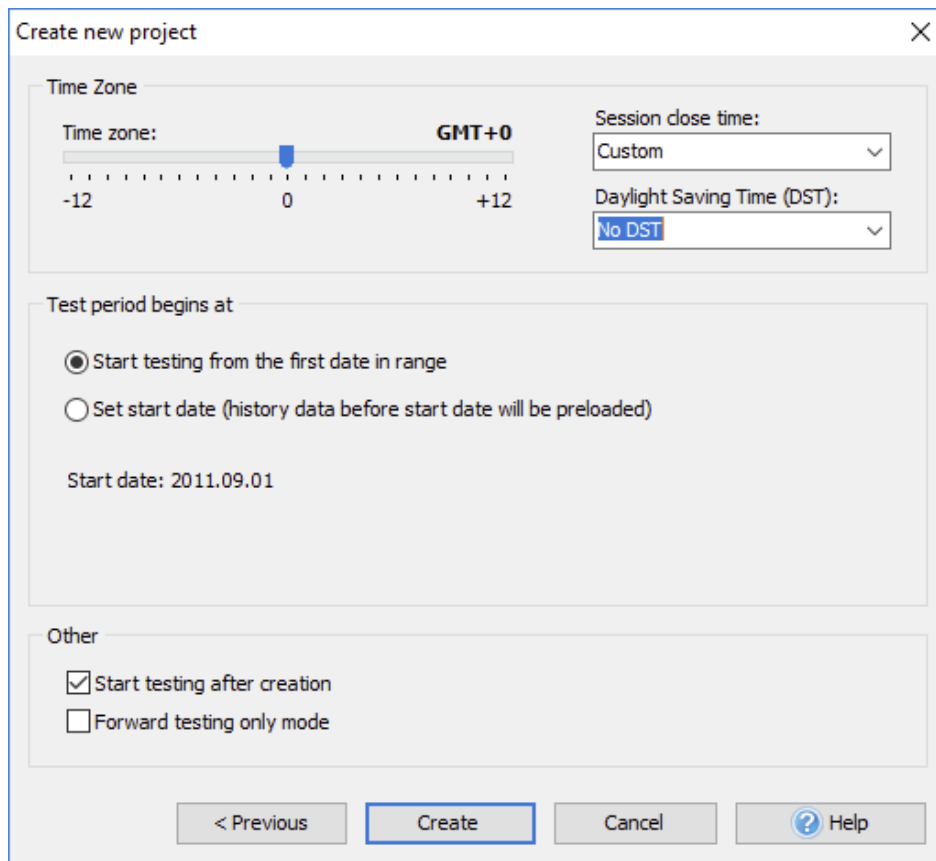 Create new project
Time Zone
Time zone: GMT+0
-12 0 +12
Session close time:
Custom
Daylight Saving Time (DST):
No DST
Test period begins at
Start testing from the first date in range
Set start date (history data before start date will be preloaded)
Start date: 2011.09.01
Other
Start testing after creation
Forward testing only mode
< Previous Create Cancel ? Help